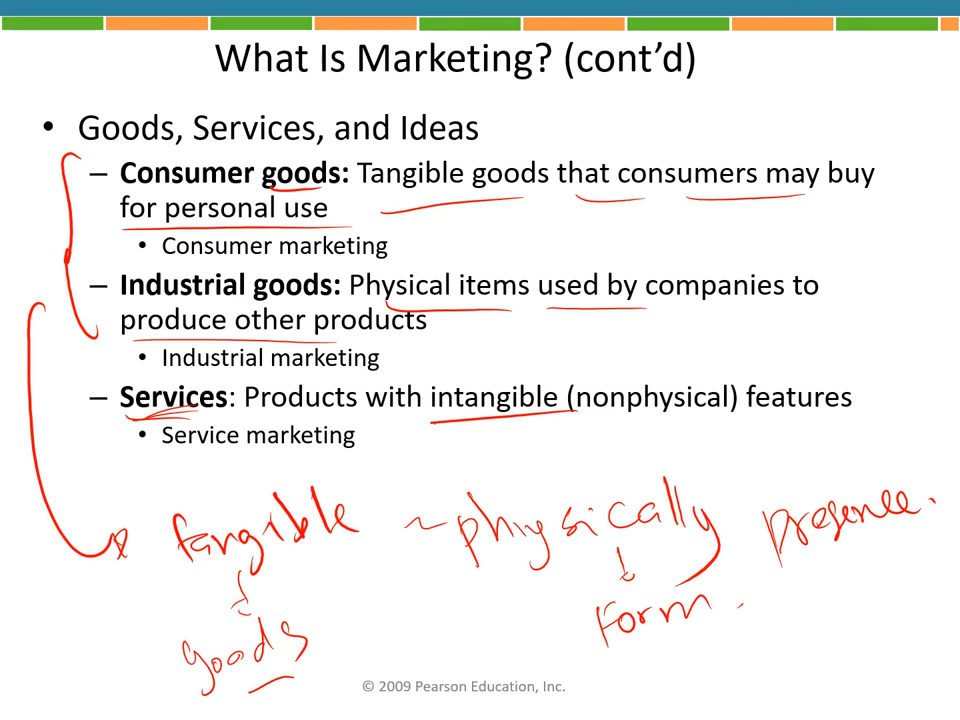 What Is Marketing? (cont’d)
• Goods, Services, and Ideas
– Consumer goods: Tangible goods that consumers may buy
for personal use
• Consumer marketing
– Industrial goods: Physical items used by companies to
produce other products
• Industrial marketing
– Services: Products with intangible (nonphysical) features
• Service marketing
tangible ~ physically presence.
goods
Form.
© 2009 Pearson Education, Inc.